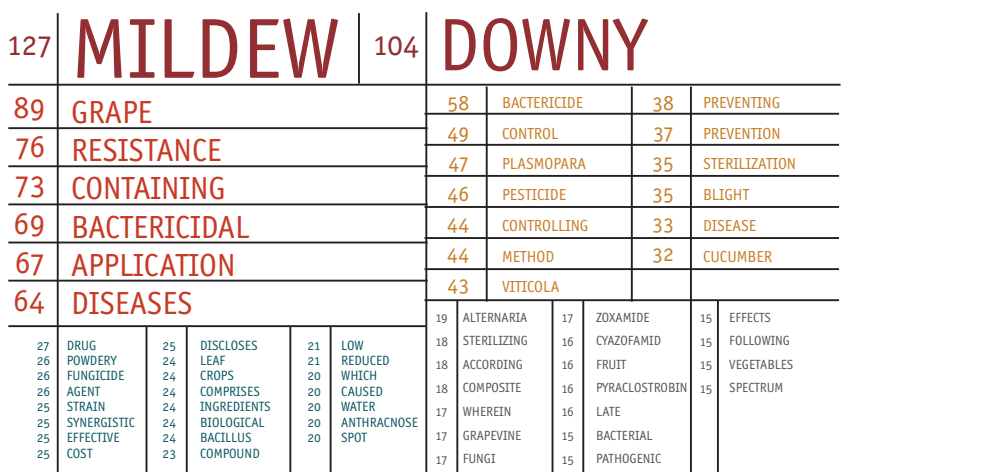 127 MILDEW 104 DOWNY
89 GRAPE
76 RESISTANCE
73 CONTAINING
69 BACTERICIDAL
67 APPLICATION
64 DISEASES
58 BACTERICIDE 38 PREVENTING
49 CONTROL 37 PREVENTION
47 PLASMOPARA 35 STERILIZATION
46 PESTICIDE 35 BLIGHT
44 CONTROLLING 33 DISEASE
44 METHOD 32 CUCUMBER
43 VITICOLA
27 DRUG 25 DISCLOSES 21 LOW
26 POWDERY 24 LEAF 21 REDUCED
26 FUNGICIDE 24 CROPS 20 WHICH
26 AGENT 24 COMPRISES 20 CAUSED
25 STRAIN 24 INGREDIENTS 20 WATER
25 SYNERGISTIC 24 BIOLOGICAL 20 ANTHRACNOSE
25 EFFECTIVE 24 BACILLUS 20 SPOT
25 COST 23 COMPOUND
19 ALTERNARIA 17 ZOXAMIDE 15 EFFECTS
18 STERILIZING 16 CYAZOFAMID 15 FOLLOWING
18 ACCORDING 16 FRUIT 15 VEGETABLES
18 COMPOSITE 16 PYRACLOSTROBIN 15 SPECTRUM
17 WHEREIN 16 LATE
17 GRAPEVINE 15 BACTERIAL
17 FUNGI 15 PATHOGENIC